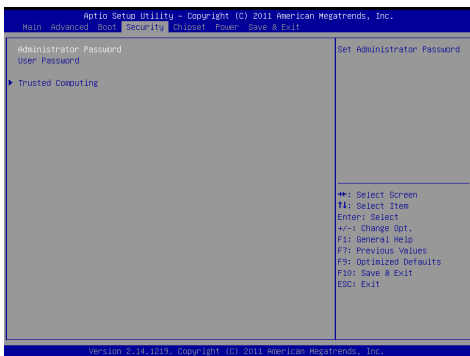 Aptio Setup Utility – Copyright (C) 2011 American Megatrends, Inc.
Main Advanced Boot Security Chipset Power Save & Exit
Administrator Password
User Password
Trusted Computing
Set Administrator Password
↔: Select Screen
↑↓: Select Item
Enter: Select
+/-: Change Opt.
F1: General Help
F7: Previous Values
F9: Optimized Defaults
F10: Save & Exit
ESC: Exit
Version 2.14.1219. Copyright (C) 2011 American Megatrends, Inc.